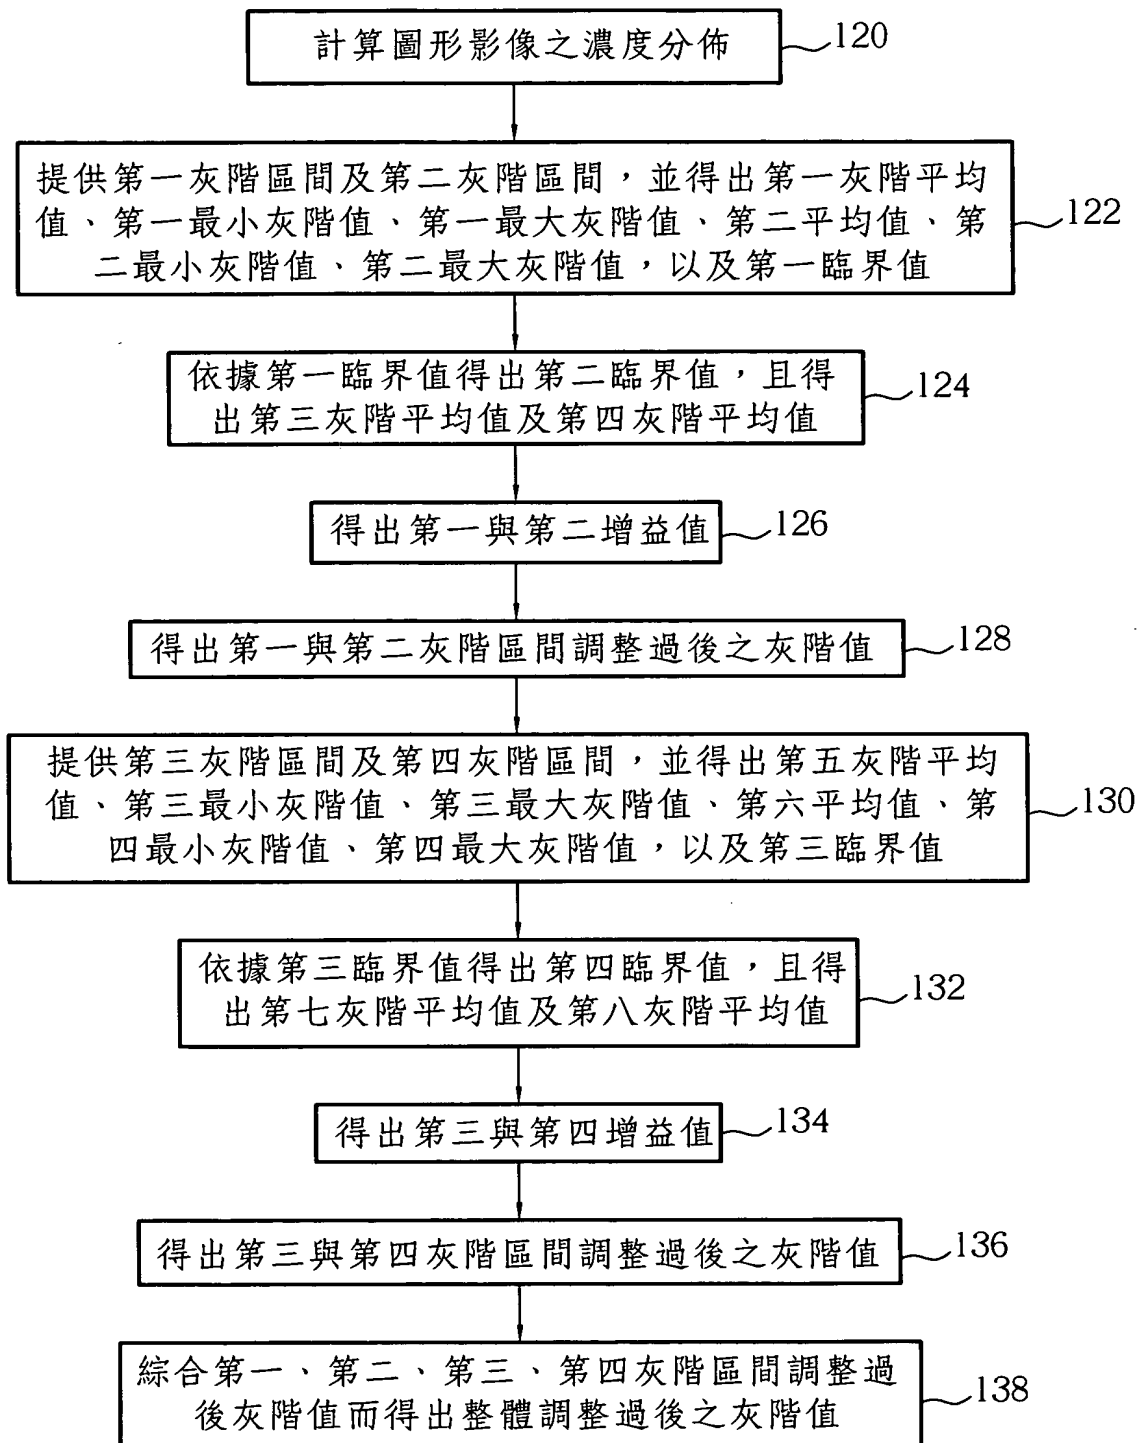 計算圖形影像之濃度分佈
120
提供第一灰階區間及第二灰階區間，並得出第一灰階平均
值、第一最小灰階值、第一最大灰階值、第二平均值、第
二最小灰階值、第二最大灰階值，以及第一臨界值
122
依據第一臨界值得出第二臨界值，且得
出第三灰階平均值及第四灰階平均值
124
得出第一與第二增益值
126
得出第一與第二灰階區間調整過後之灰階值
128
提供第三灰階區間及第四灰階區間，並得出第五灰階平均
值、第三最小灰階值、第三最大灰階值、第六平均值、第
四最小灰階值、第四最大灰階值，以及第三臨界值
130
依據第三臨界值得出第四臨界值，且得
出第七灰階平均值及第八灰階平均值
132
得出第三與第四增益值
134
得出第三與第四灰階區間調整過後之灰階值
136
綜合第一、第二、第三、第四灰階區間調整過
後灰階值而得出整體調整過後之灰階值
138